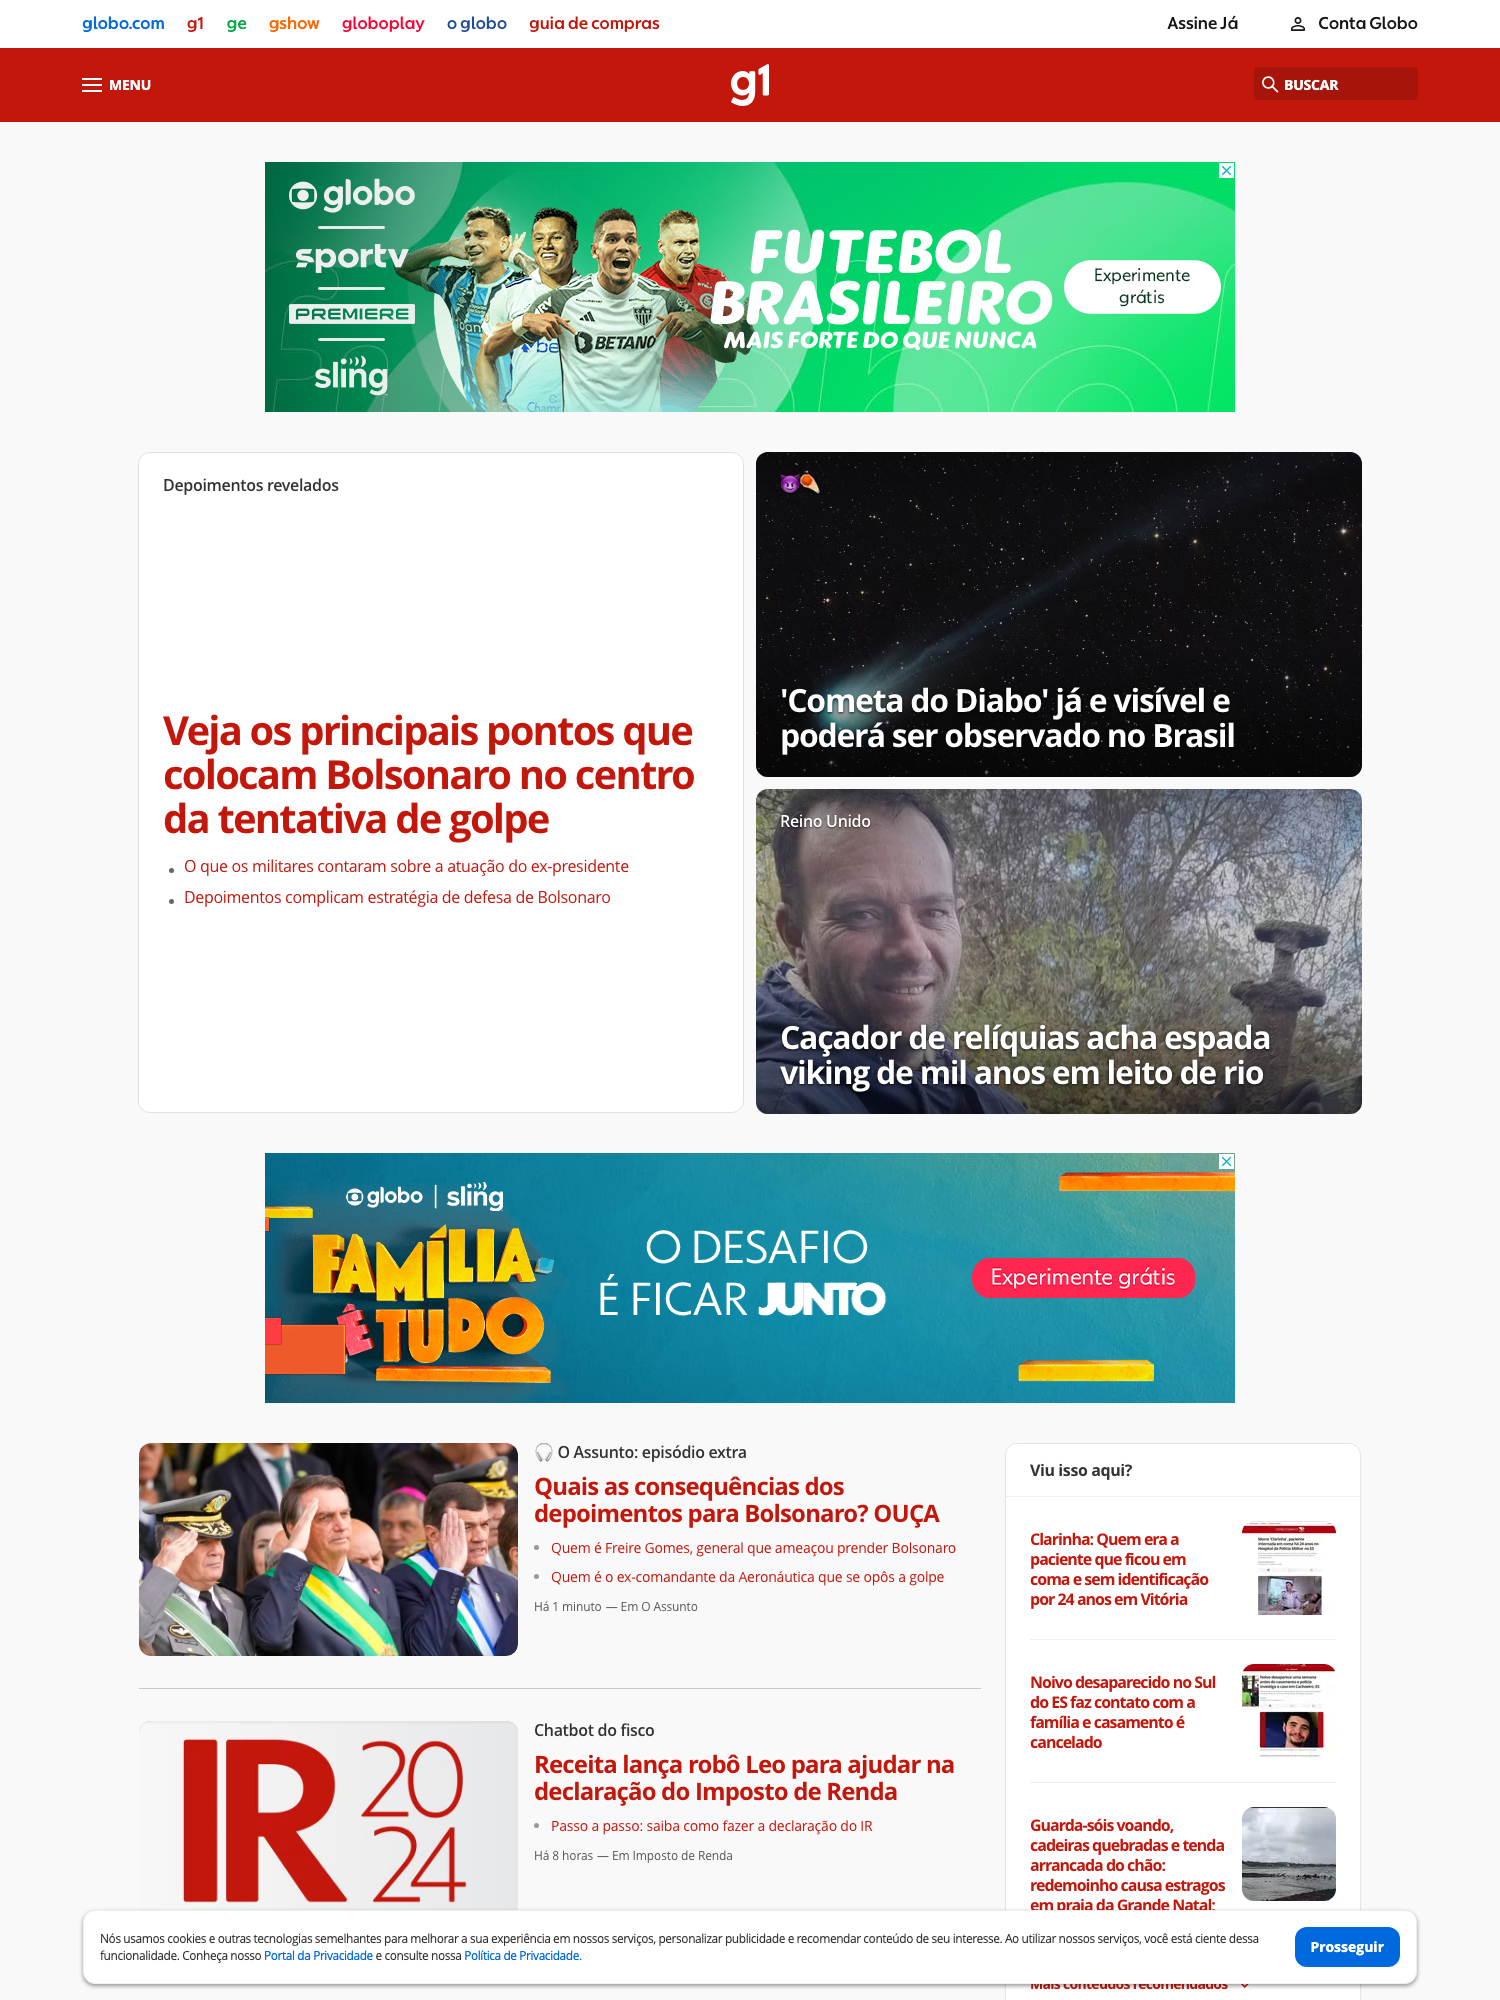 globo.com g1 ge gshow globoplay o globo guia de compras Assine Já Conta Globo
MENU g1 BUSCAR
globo
sportv
PREMIERE
sling
BETANO
FUTEBOL
BRASILEIRO
MAIS FORTE DO QUE NUNCA
Experimente
grátis
Depoimentos revelados
Veja os principais pontos que
colocam Bolsonaro no centro
da tentativa de golpe
O que os militares contaram sobre a atuação do ex-presidente
Depoimentos complicam estratégia de defesa de Bolsonaro
'Cometa do Diabo' já e visível e
poderá ser observado no Brasil
Reino Unido
Caçador de relíquias acha espada
viking de mil anos em leito de rio
globo | sling
FAMÍLIA
É TUDO
O DESAFIO
É FICAR JUNTO
Experimente grátis
O Assunto: episódio extra
Quais as consequências dos
depoimentos para Bolsonaro? OUÇA
Quem é Freire Gomes, general que ameaçou prender Bolsonaro
Quem é o ex-comandante da Aeronáutica que se opôs a golpe
Há 1 minuto — Em O Assunto
IR 2024
Chatbot do fisco
Receita lança robô Leo para ajudar na
declaração do Imposto de Renda
Passo a passo: saiba como fazer a declaração do IR
Há 8 horas — Em Imposto de Renda
Viu isso aqui?
Clarinha: Quem era a
paciente que ficou em
coma e sem identificação
por 24 anos em Vitória
Noivo desaparecido no Sul
do ES faz contato com a
família e casamento é
cancelado
Guarda-sóis voando,
cadeiras quebradas e tenda
arrancada do chão:
redemoinho causa estragos
em praia da Grande Natal;
Mais conteúdos recomendados
Nós usamos cookies e outras tecnologias semelhantes para melhorar a sua experiência em nossos serviços, personalizar publicidade e recomendar conteúdo de seu interesse. Ao utilizar nossos serviços, você está ciente dessa
funcionalidade. Conheça nosso Portal da Privacidade e consulte nossa Política de Privacidade.
Prosseguir